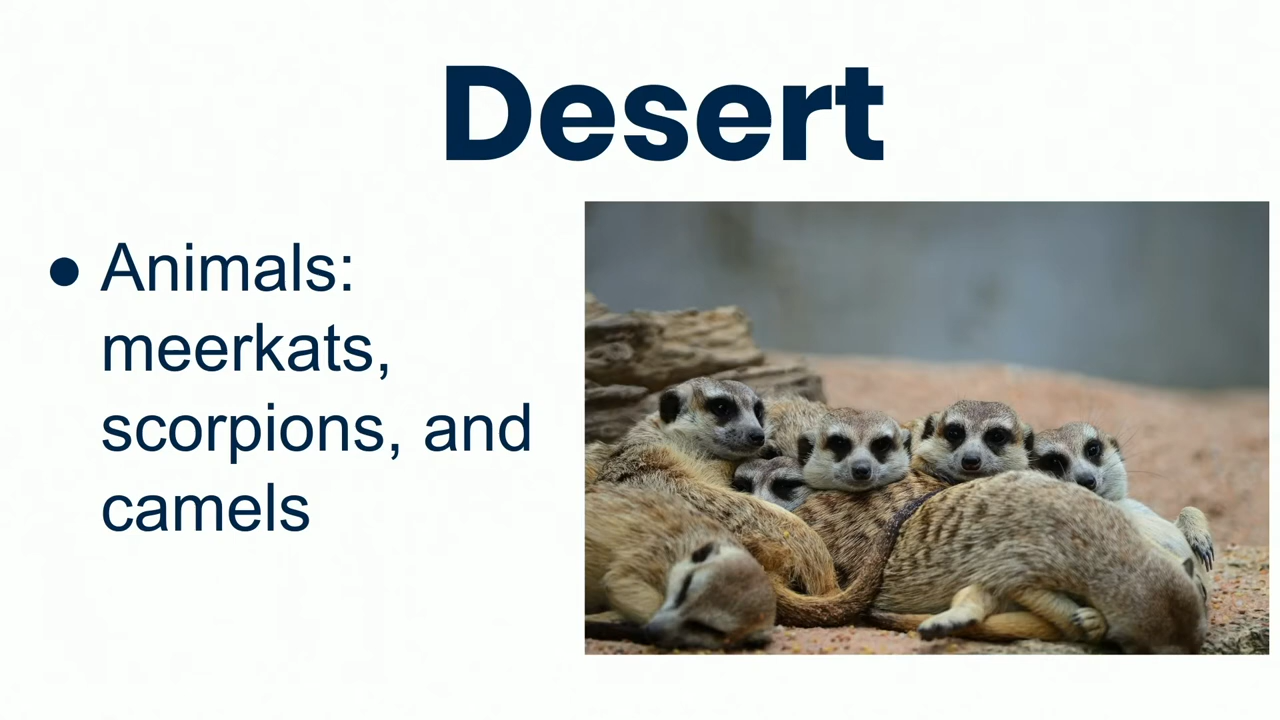 Desert
● Animals:
meerkats,
scorpions, and
camels